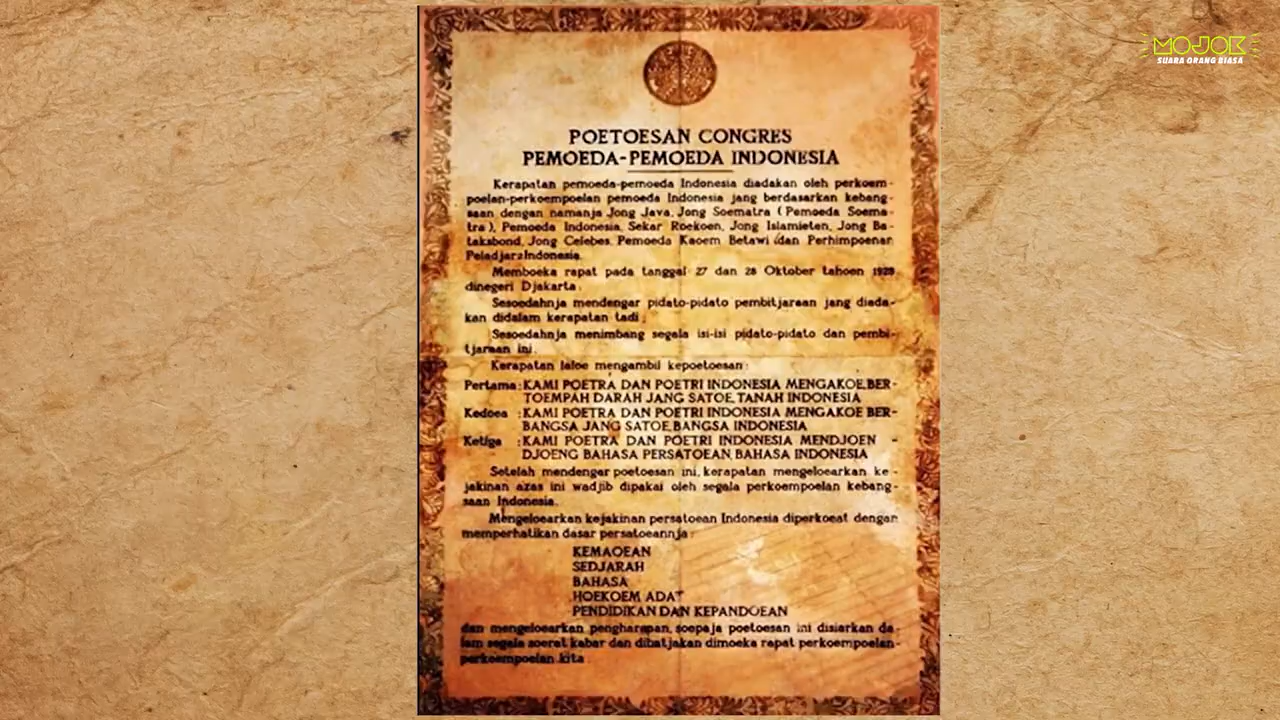 MOJOK
SUARA ORANG BIASA
POETOESAN CONGRES
PEMOEDA-PEMOEDA INDONESIA
Kerapatan pemoeda-pemoeda Indonesia diadakan oleh perkoem-
poelan-perkoempoelan pemoeda Indonesia jang berdasarkan kebang-
saan dengan namanja Jong Java, Jong Soematra (Pemoeda Soema-
tra), Pemoeda Indonesia, Sekar Roekoen, Jong Islamieten, Jong Ba-
taksbond, Jong Celebes, Pemoeda Kaoem Betawi dan Perhimpoenan
Peladjar2 Indonesia.
Memboeka rapat pada tanggal 27 dan 28 Oktober tahoen 1928
dinegeri Djakarta;
Sesoedahnja mendengar pidato-pidato pembitjaraan jang diada-
kan didalam kerapatan tadi;
Sesoedahnja menimbang segala isi-isi pidato-pidato dan pembi-
tjaraan ini.
Kerapatan laloe mengambil kepoetoesan:
Pertama: KAMI POETRA DAN POETRI INDONESIA MENGAKOE BER-
TOEMPAH DARAH JANG SATOE, TANAH INDONESIA
Kedoea : KAMI POETRA DAN POETRI INDONESIA MENGAKOE BER-
BANGSA JANG SATOE, BANGSA INDONESIA
Ketiga : KAMI POETRA DAN POETRI INDONESIA MENDJOEN -
DJOENG BAHASA PERSATOEAN, BAHASA INDONESIA
Setelah mendengar poetoesan ini, kerapatan mengeloearkan ke-
jakinan azas ini wadjib dipakai oleh segala perkoempoelan kebang-
saan Indonesia.
Mengeloearkan kejakinan persatoean Indonesia diperkoeat dengan
memperhatikan dasar persatoeannja:
KEMAOEAN
SEDJARAH
BAHASA
HOEKOEM ADAT
PENDIDIKAN DAN KEPANDOEAN
dan mengeloearkan pengharapan, soepaja poetoesan ini disiarkan da-
lam segala soerat kabar dan dibatjakan dimoeka rapat perkoempoelan-
perkoempoelan kita